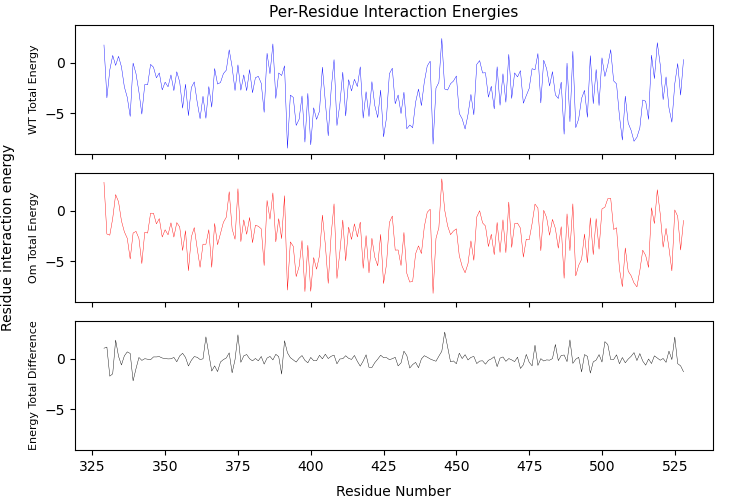 Per-Residue Interaction Energies
Residue interaction energy
WT Total Energy
0
−5
Om Total Energy
0
−5
Energy Total Difference
0
−5
325 350 375 400 425 450 475 500 525
Residue Number